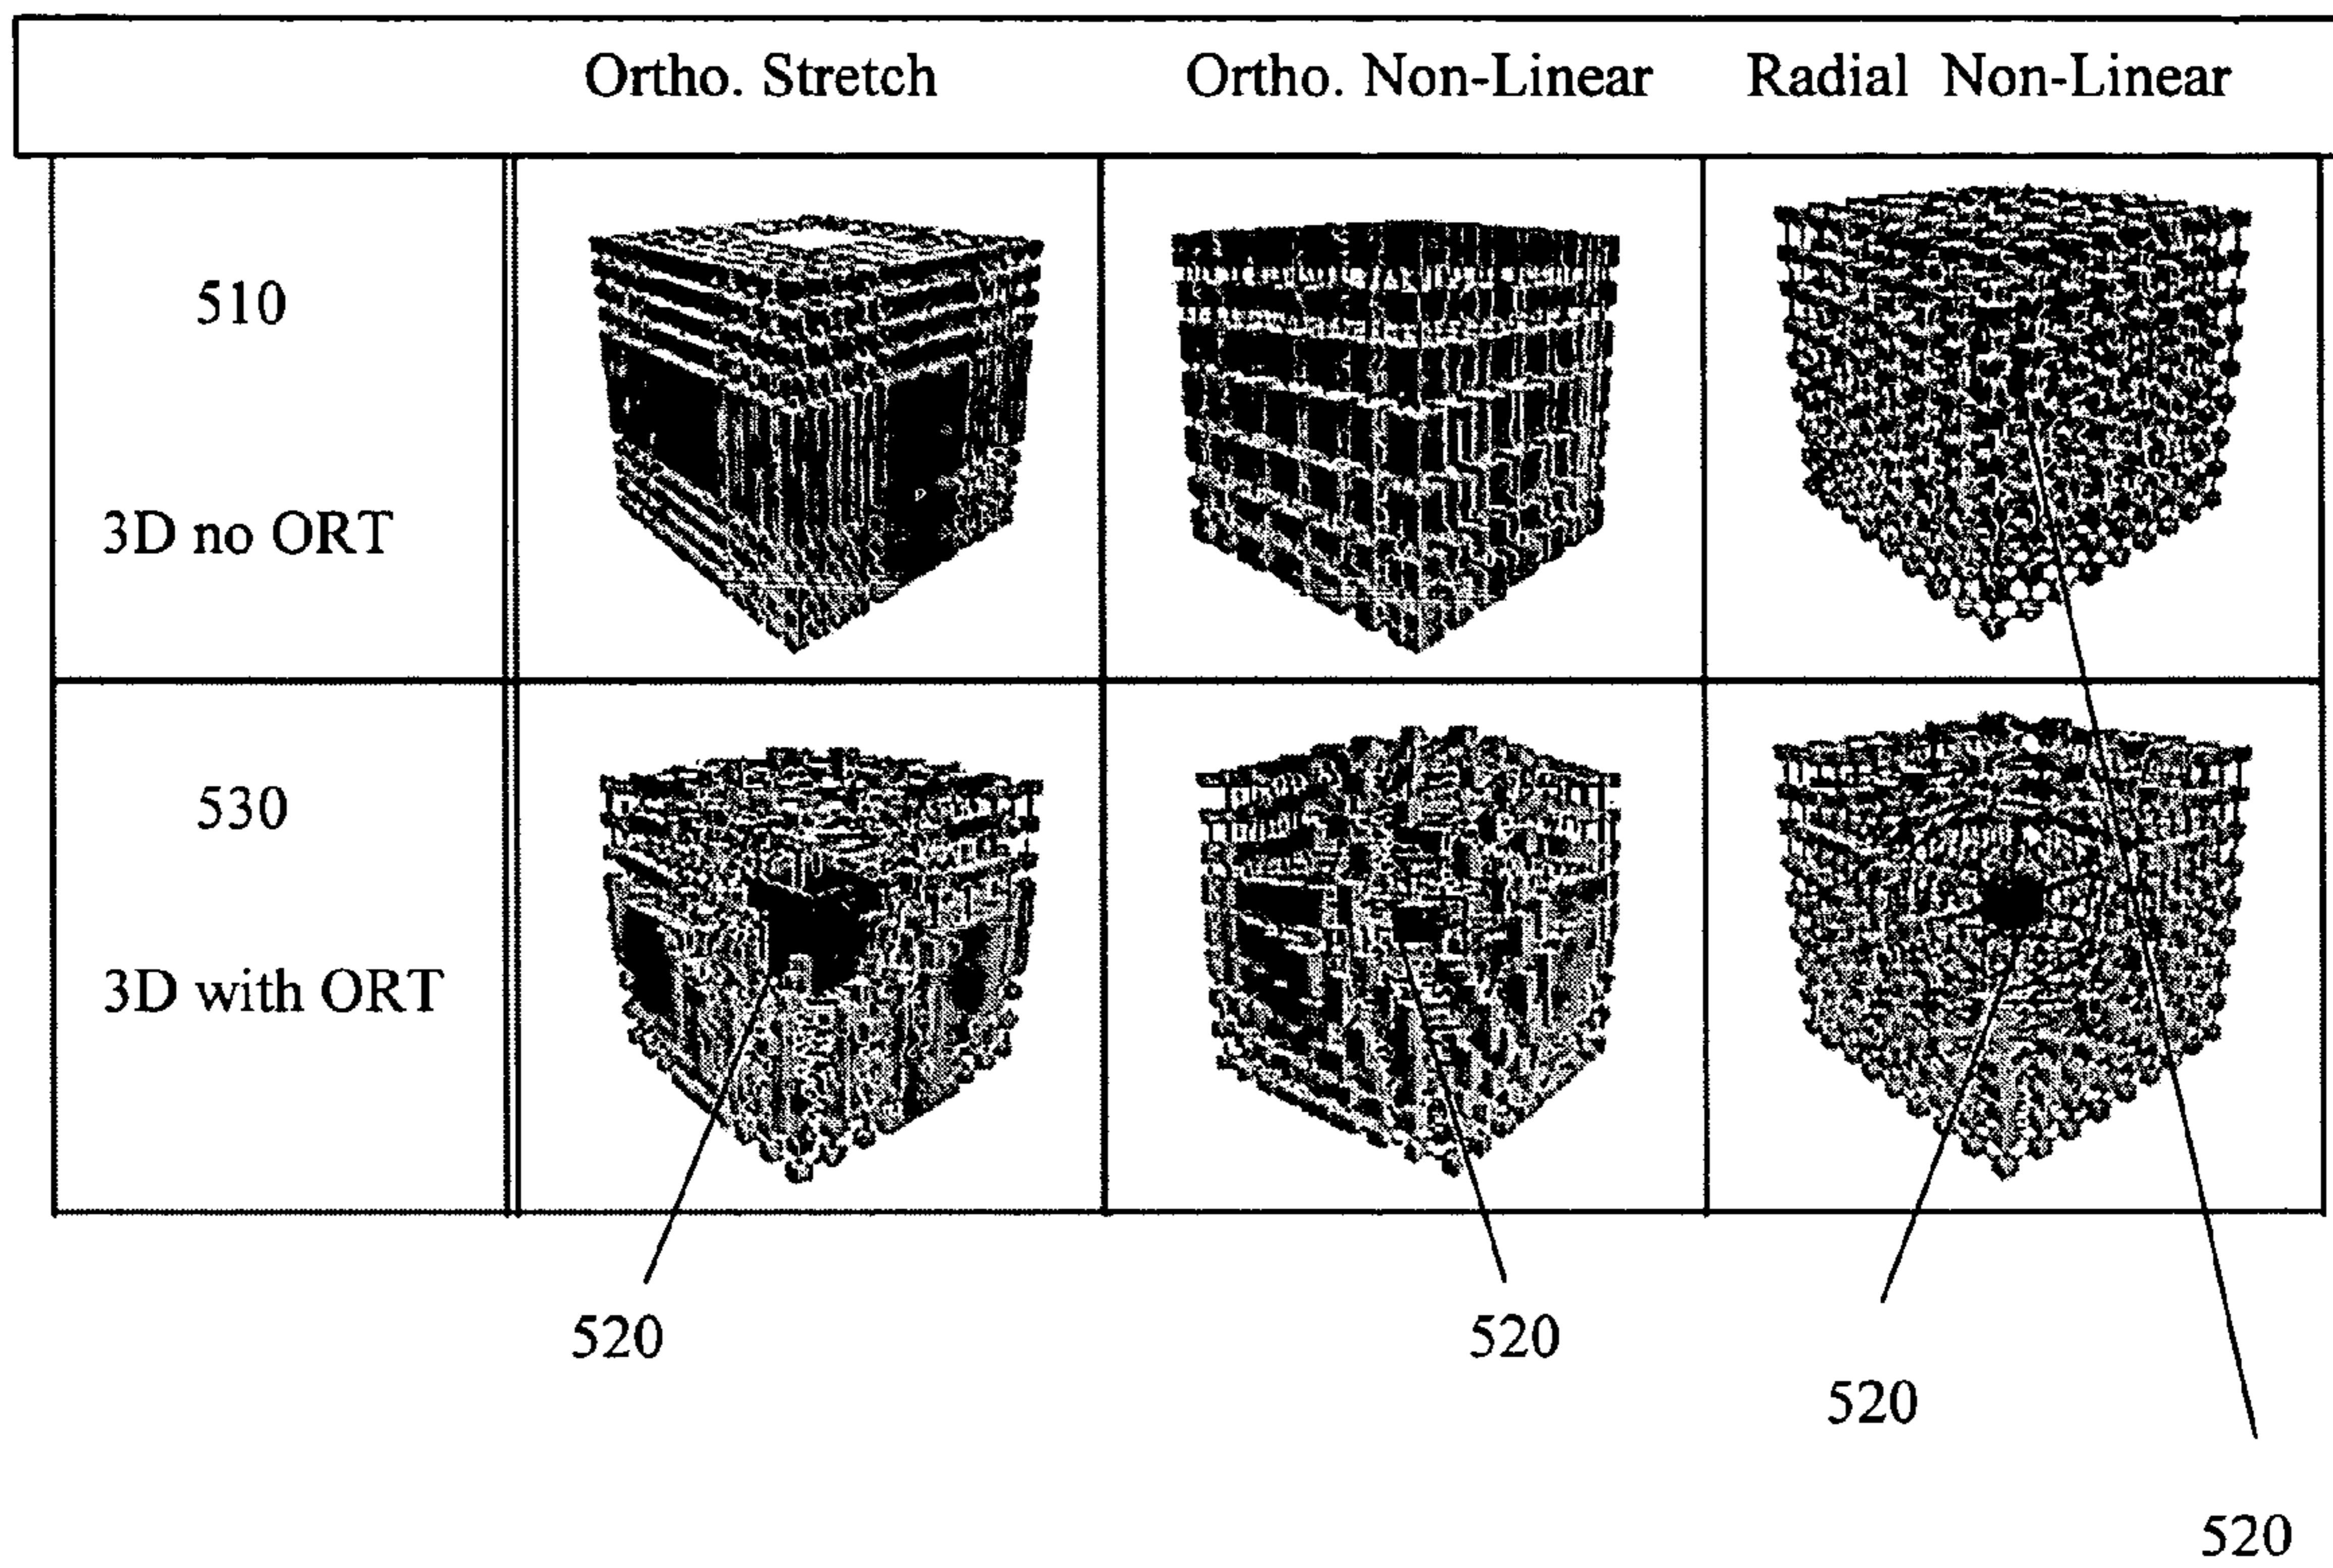 Ortho. Stretch Ortho. Non-Linear Radial Non-Linear
510
3D no ORT
530
3D with ORT
520
520
520
520